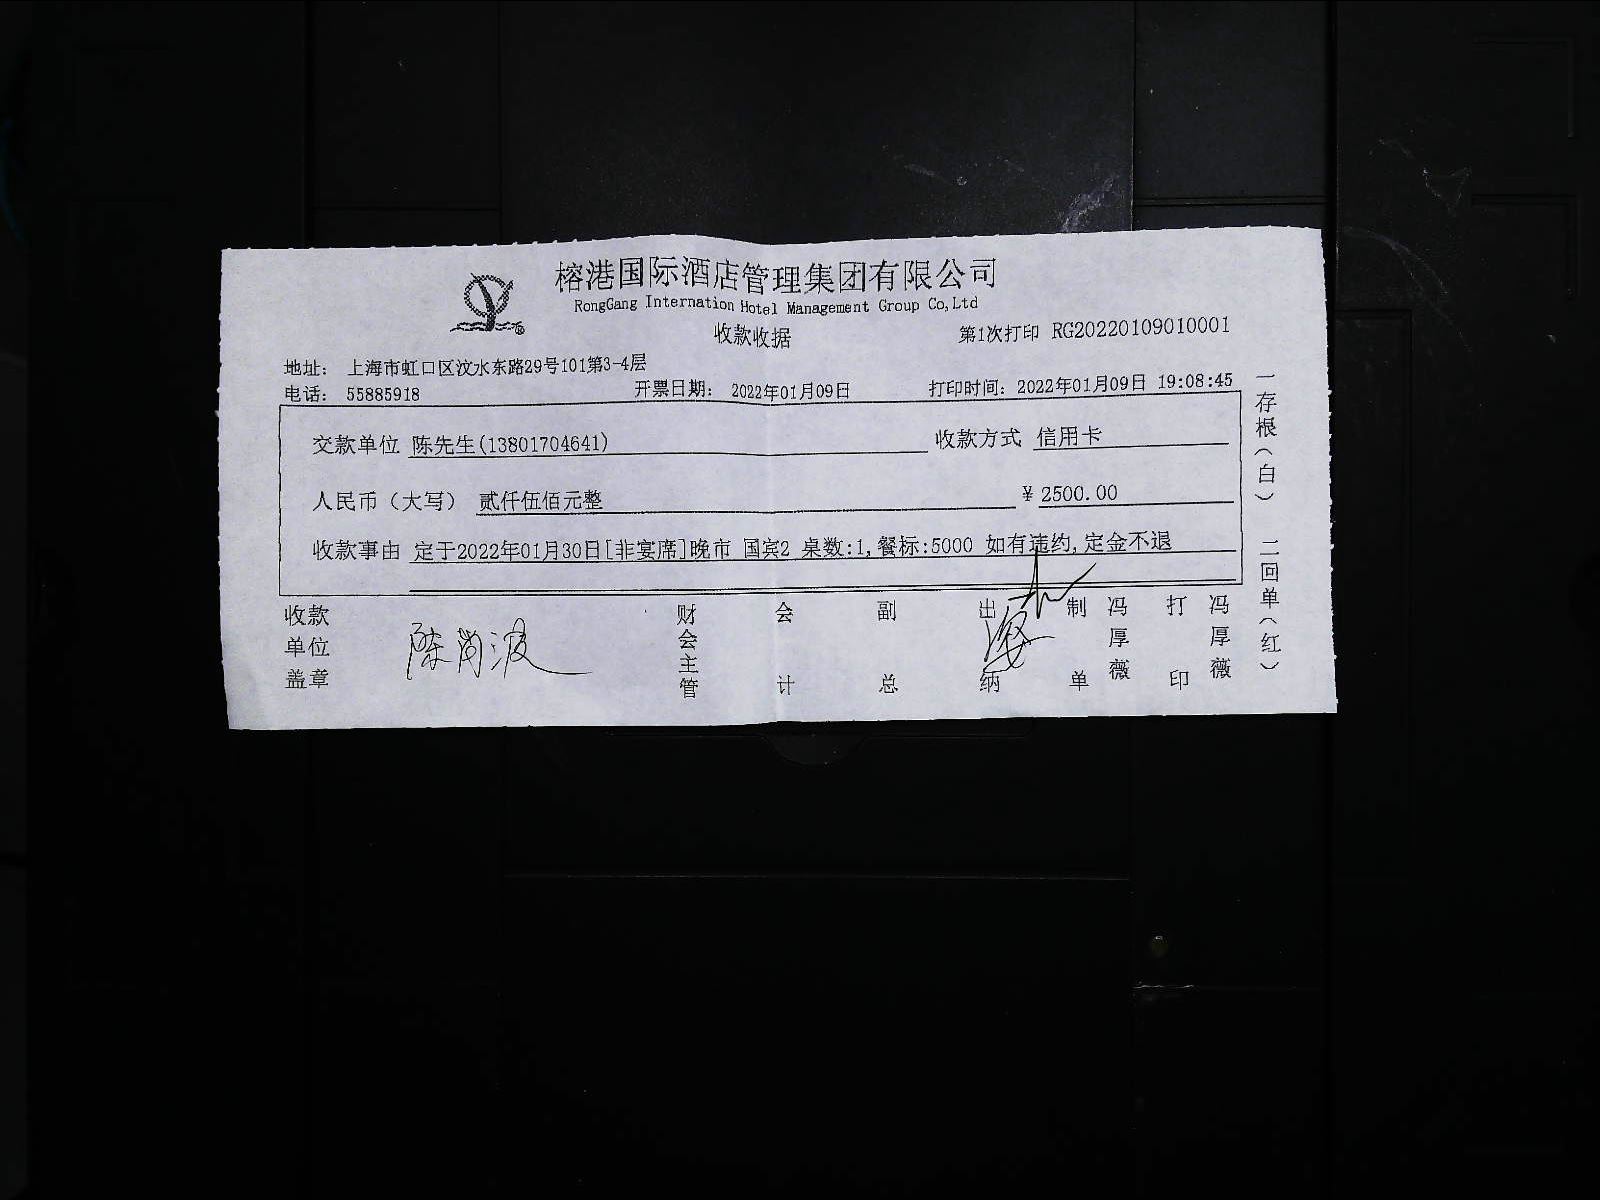 榕港国际酒店管理集团有限公司
RongGang Internation Hotel Management Group Co,Ltd
收款收据
第1次打印 RG20220109010001
地址： 上海市虹口区汶水东路29号101第3-4层
电话： 55885918 开票日期： 2022年01月09日 打印时间：2022年01月09日 19:08:45
交款单位 陈先生(13801704641) 收款方式 信用卡
人民币（大写） 贰仟伍佰元整 ￥2500.00
收款事由 定于2022年01月30日[非宴席]晚市 国宾2 桌数:1,餐标:5000 如有违约,定金不退
收款单位盖章 陈尚波 财会主管 会计 副总 出纳 制单 冯厚薇 打印 冯厚薇
一存根（白） 二回单（红）